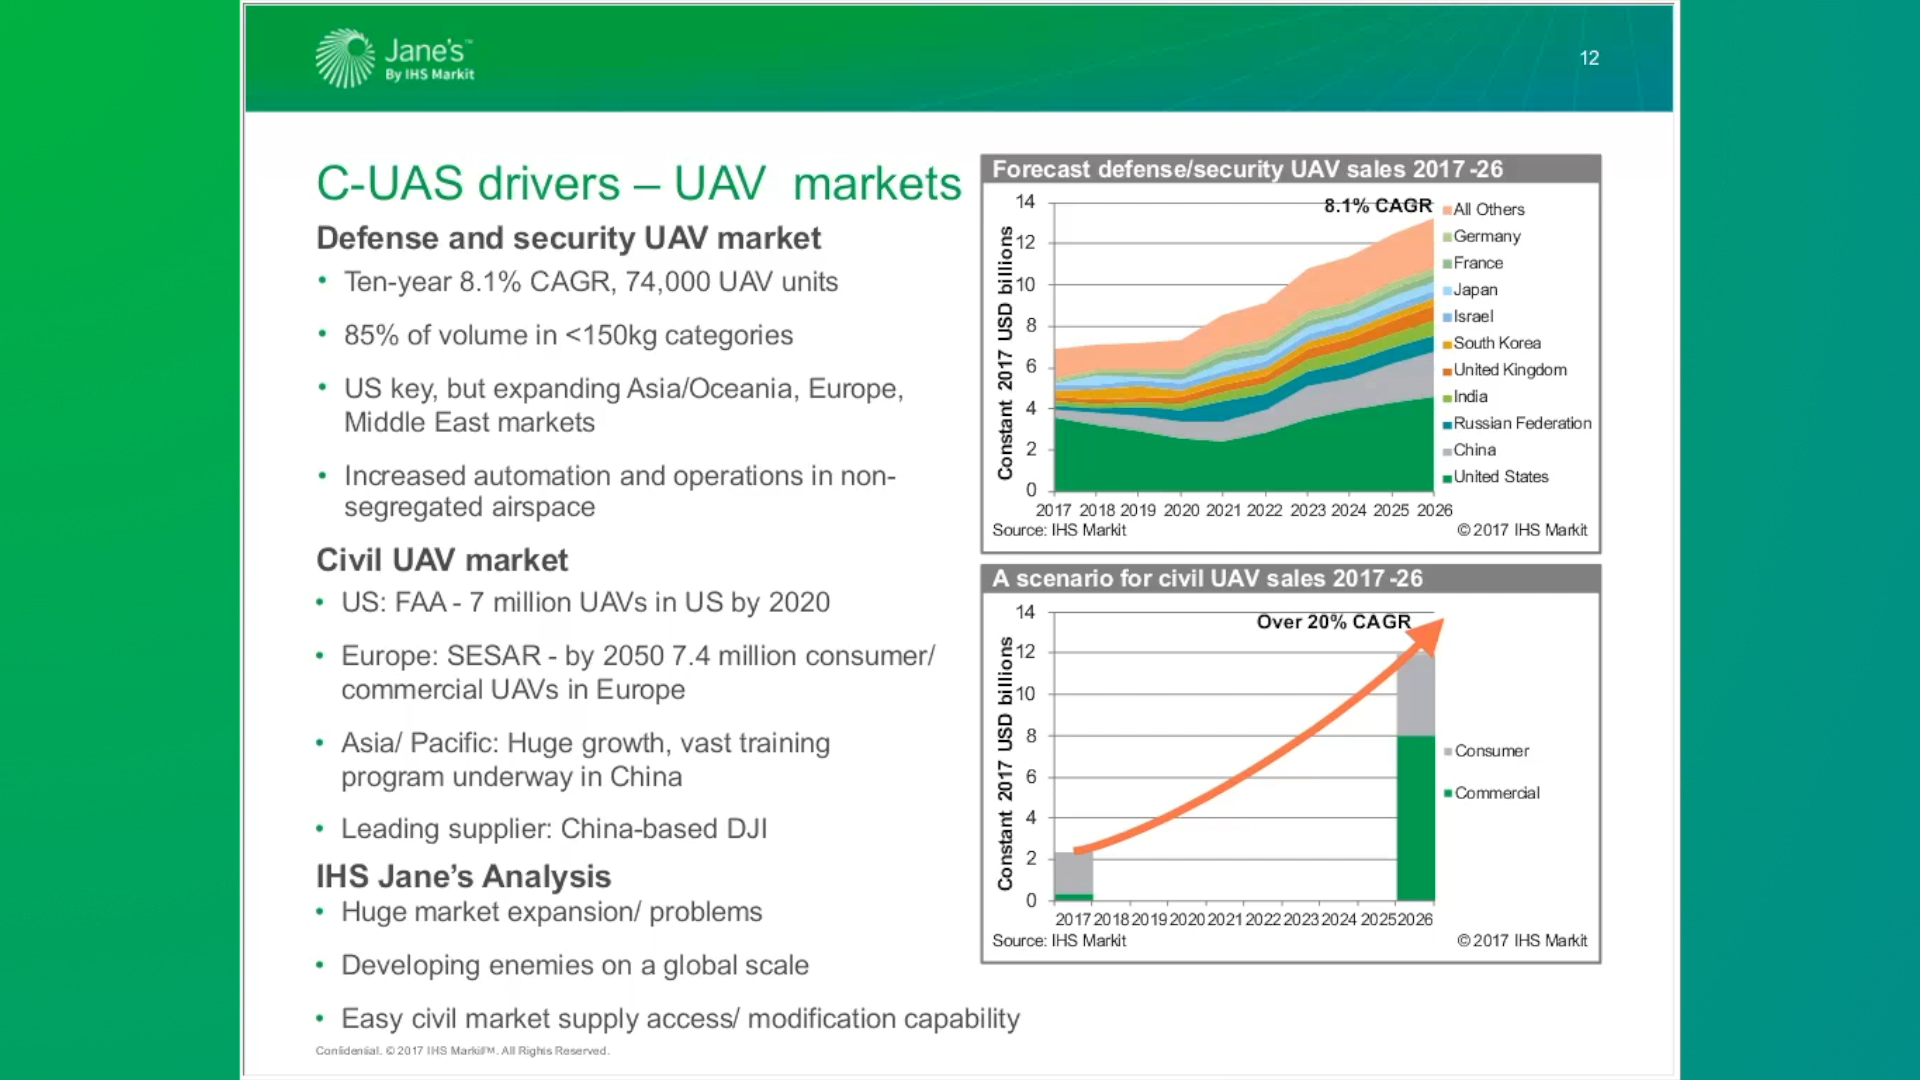 Jane's™
By IHS Markit
12
C-UAS drivers – UAV markets
Defense and security UAV market
• Ten-year 8.1% CAGR, 74,000 UAV units
• 85% of volume in <150kg categories
• US key, but expanding Asia/Oceania, Europe,
Middle East markets
• Increased automation and operations in non-
segregated airspace
Civil UAV market
• US: FAA - 7 million UAVs in US by 2020
• Europe: SESAR - by 2050 7.4 million consumer/
commercial UAVs in Europe
• Asia/ Pacific: Huge growth, vast training
program underway in China
• Leading supplier: China-based DJI
IHS Jane's Analysis
• Huge market expansion/ problems
• Developing enemies on a global scale
• Easy civil market supply access/ modification capability
Confidential. © 2017 IHS Markit™. All Rights Reserved.
Forecast defense/security UAV sales 2017-26
8.1% CAGR
Constant 2017 USD billions
14
12
10
8
6
4
2
0
2017 2018 2019 2020 2021 2022 2023 2024 2025 2026
All Others
Germany
France
Japan
Israel
South Korea
United Kingdom
India
Russian Federation
China
United States
Source: IHS Markit
© 2017 IHS Markit
A scenario for civil UAV sales 2017-26
Over 20% CAGR
Constant 2017 USD billions
14
12
10
8
6
4
2
0
2017 2018 2019 2020 2021 2022 2023 2024 2025 2026
Consumer
Commercial
Source: IHS Markit
© 2017 IHS Markit